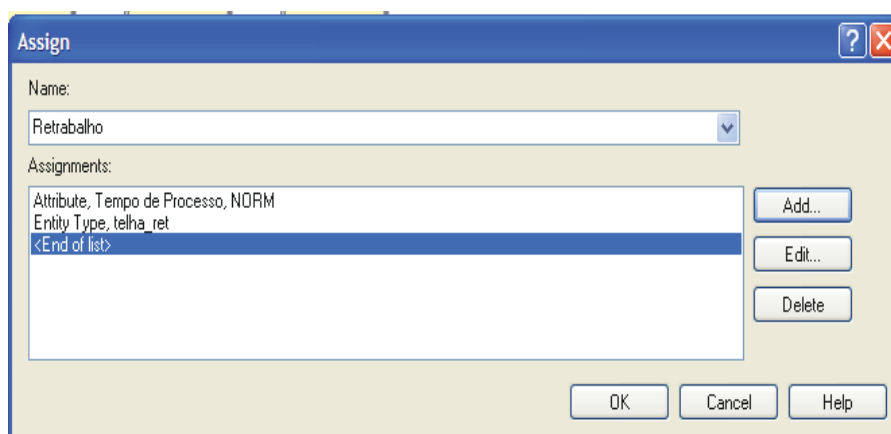 Assign
?
Name:
Retrabalho
Assignments:
Attribute, Tempo de Processo, NORM
Entity Type, telha_ret
<End of list>
Add...
Edit...
Delete
OK
Cancel
Help